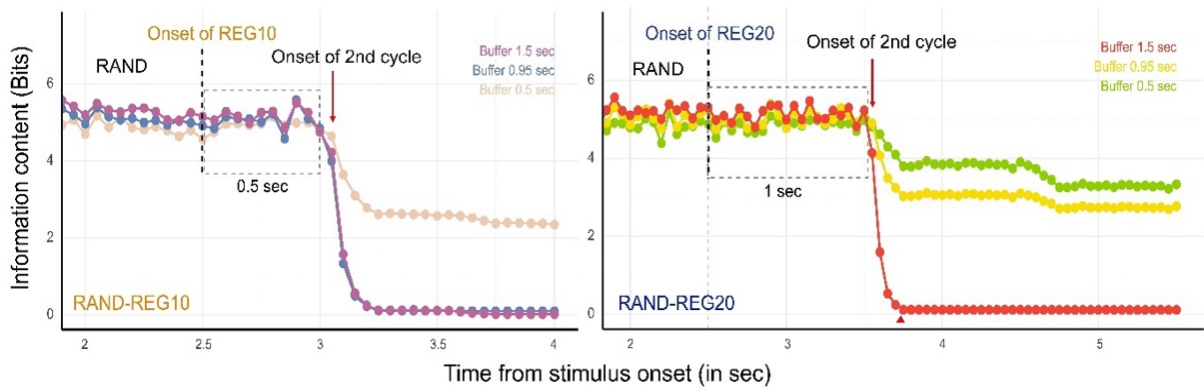 Information content (Bits)
Onset of REG10
RAND
Onset of 2nd cycle
Buffer 1.5 sec
Buffer 0.95 sec
Buffer 0.5 sec
6
4
2
0
0.5 sec
RAND-REG10
2
2.5
3
3.5
4
Onset of REG20
RAND
Onset of 2nd cycle
Buffer 1.5 sec
Buffer 0.95 sec
Buffer 0.5 sec
6
4
2
0
1 sec
RAND-REG20
2
3
4
5
Time from stimulus onset (in sec)